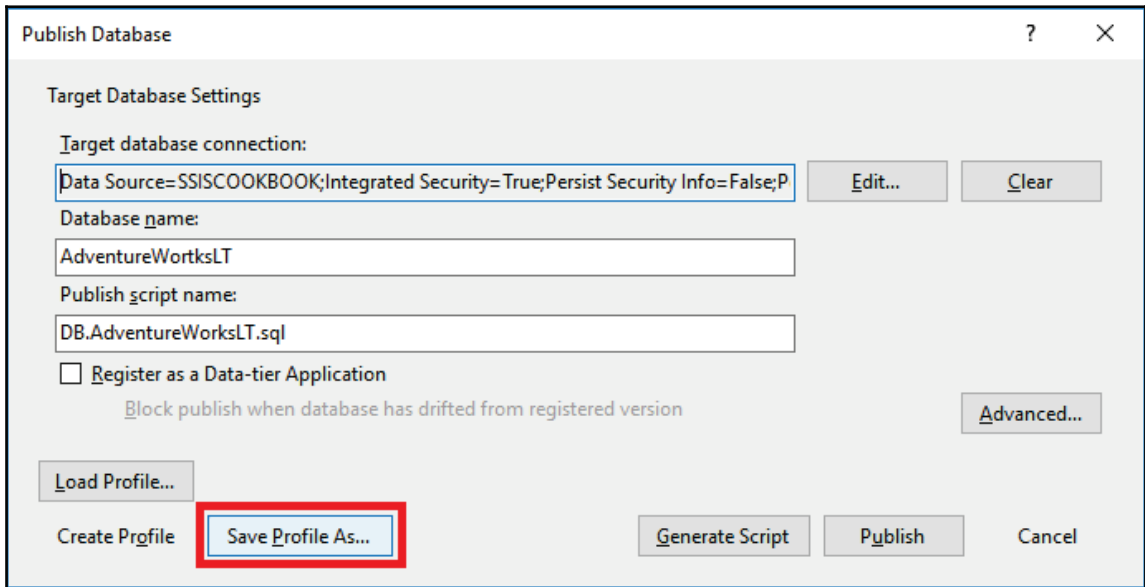 Publish Database
?
Target Database Settings
Target database connection:
Data Source=SSISCOOKBOOK;Integrated Security=True;Persist Security Info=False;P
Edit...
Clear
Database name:
AdventureWortksLT
Publish script name:
DB.AdventureWorksLT.sql
Register as a Data-tier Application
Block publish when database has drifted from registered version
Advanced...
Load Profile...
Create Profile
Save Profile As...
Generate Script
Publish
Cancel